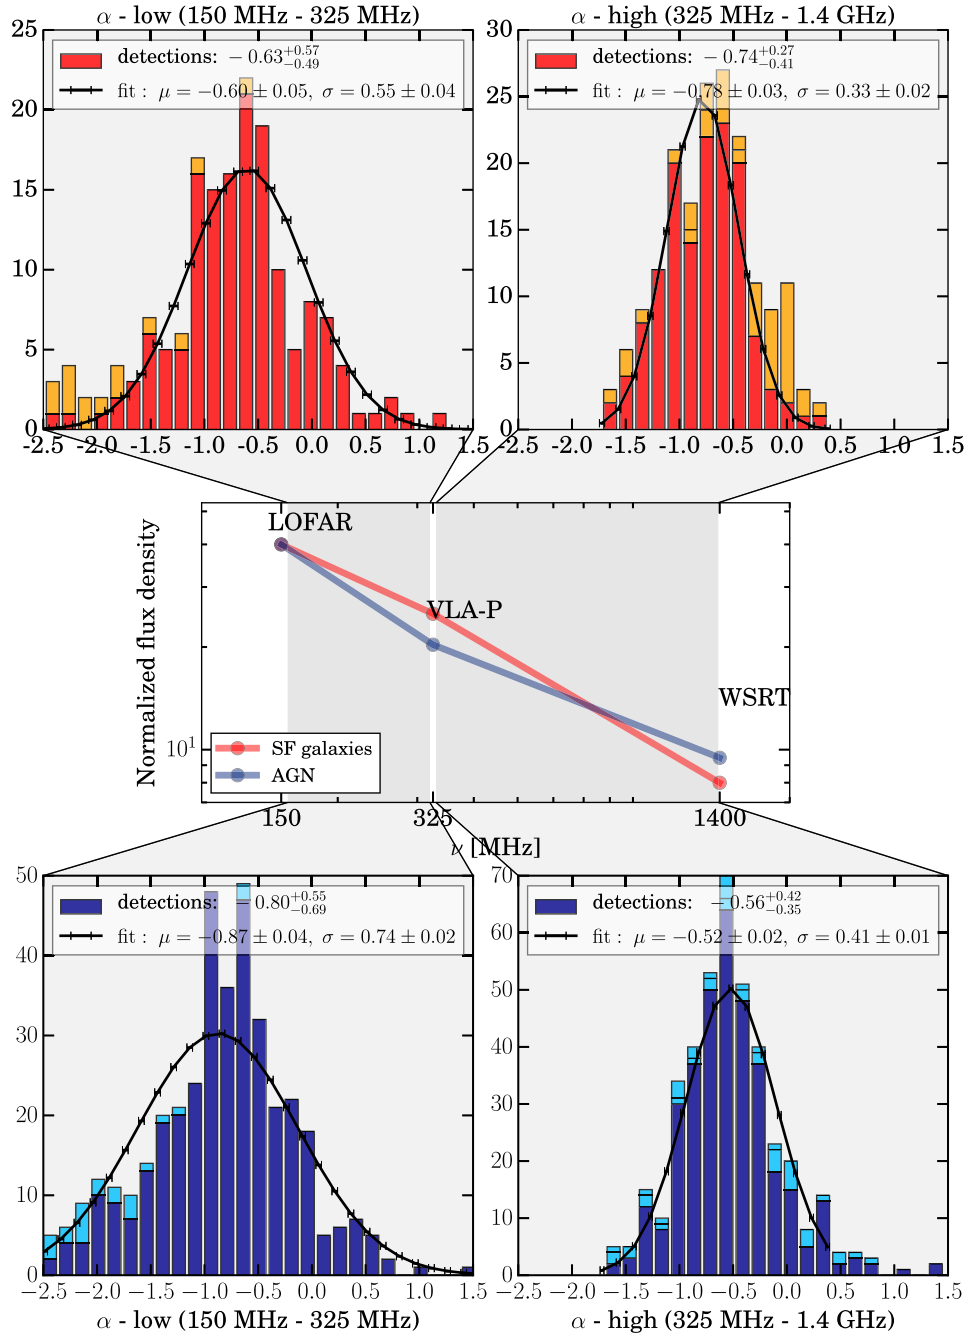 α - low (150 MHz - 325 MHz)
α - high (325 MHz - 1.4 GHz)
detections: −0.63 +0.57 −0.49
fit : μ = −0.60 ± 0.05, σ = 0.55 ± 0.04
25
20
15
10
5
0
-2.5 -2.0 -1.5 -1.0 -0.5 0.0 0.5 1.0 1.5
detections: −0.74 +0.27 −0.41
fit : μ = −0.78 ± 0.03, σ = 0.33 ± 0.02
30
25
20
15
10
5
0
-2.5 -2.0 -1.5 -1.0 -0.5 0.0 0.5 1.0 1.5
Normalized flux density
10^1
LOFAR
VLA-P
WSRT
SF galaxies
AGN
150 325 1400
ν [MHz]
detections: −0.80 +0.55 −0.69
fit : μ = −0.87 ± 0.04, σ = 0.74 ± 0.02
50
40
30
20
10
0
−2.5 −2.0 −1.5 −1.0 −0.5 0.0 0.5 1.0 1.5
α - low (150 MHz - 325 MHz)
detections: −0.56 +0.42 −0.35
fit : μ = −0.52 ± 0.02, σ = 0.41 ± 0.01
70
60
50
40
30
20
10
0
−2.5 −2.0 −1.5 −1.0 −0.5 0.0 0.5 1.0 1.5
α - high (325 MHz - 1.4 GHz)